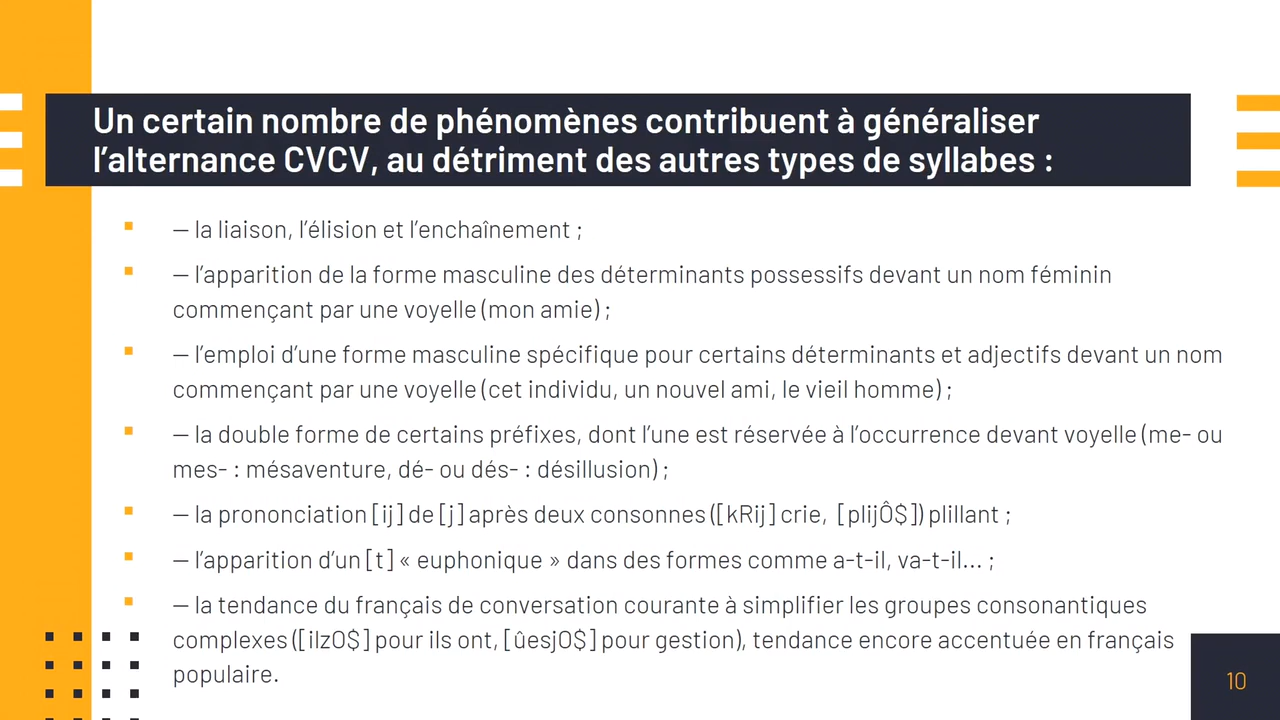 Un certain nombre de phénomènes contribuent à généraliser
l’alternance CVCV, au détriment des autres types de syllabes :
– la liaison, l’élision et l’enchaînement ;
– l’apparition de la forme masculine des déterminants possessifs devant un nom féminin
commençant par une voyelle (mon amie) ;
– l’emploi d’une forme masculine spécifique pour certains déterminants et adjectifs devant un nom
commençant par une voyelle (cet individu, un nouvel ami, le vieil homme) ;
– la double forme de certains préfixes, dont l’une est réservée à l’occurrence devant voyelle (me- ou
mes- : mésaventure, dé- ou dés- : désillusion) ;
– la prononciation [ij] de [j] après deux consonnes ([kRij] crie, [plijÔ$]) plillant ;
– l’apparition d’un [t] « euphonique » dans des formes comme a-t-il, va-t-il... ;
– la tendance du français de conversation courante à simplifier les groupes consonantiques
complexes ([ilzO$] pour ils ont, [ûesjO$] pour gestion), tendance encore accentuée en français
populaire.
10